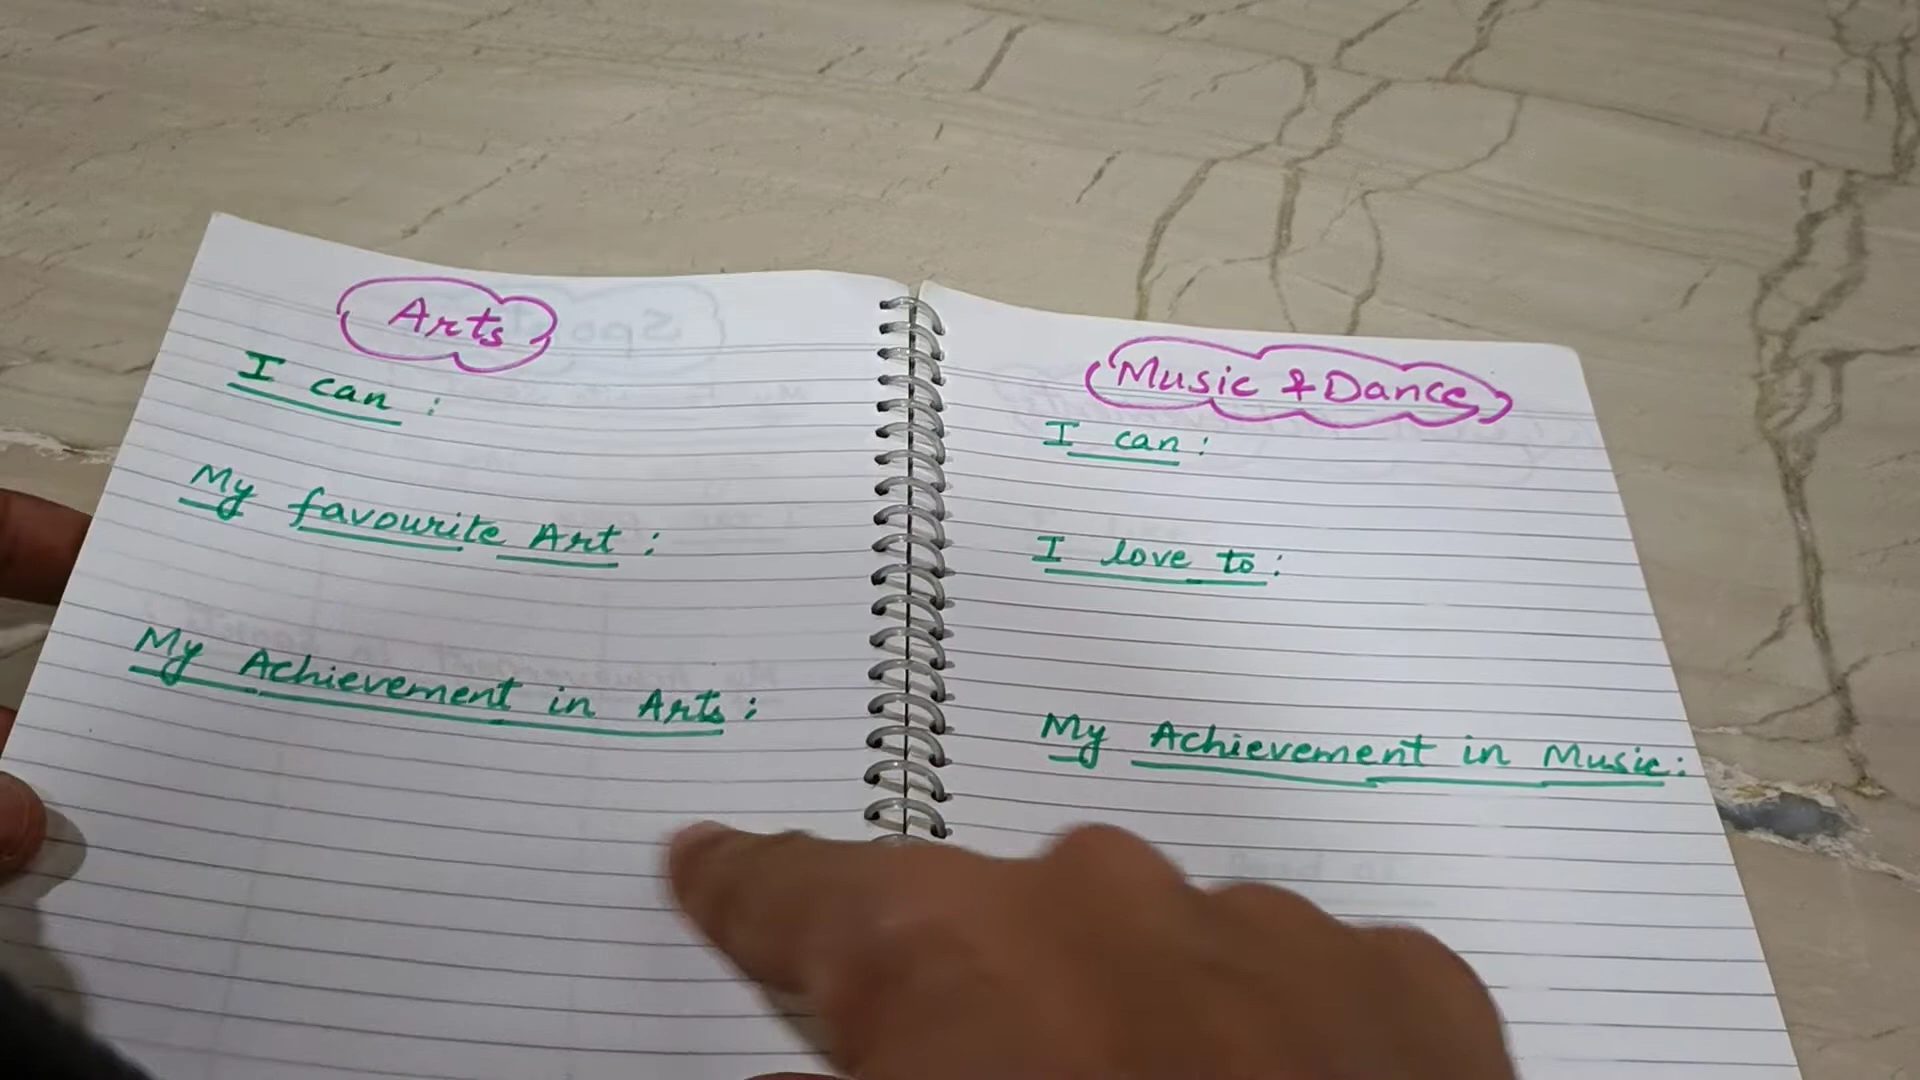 Arts
I can :
My favourite Art :
My Achievement in Arts :
Music & Dance
I can :
I love to :
My Achievement in Music :